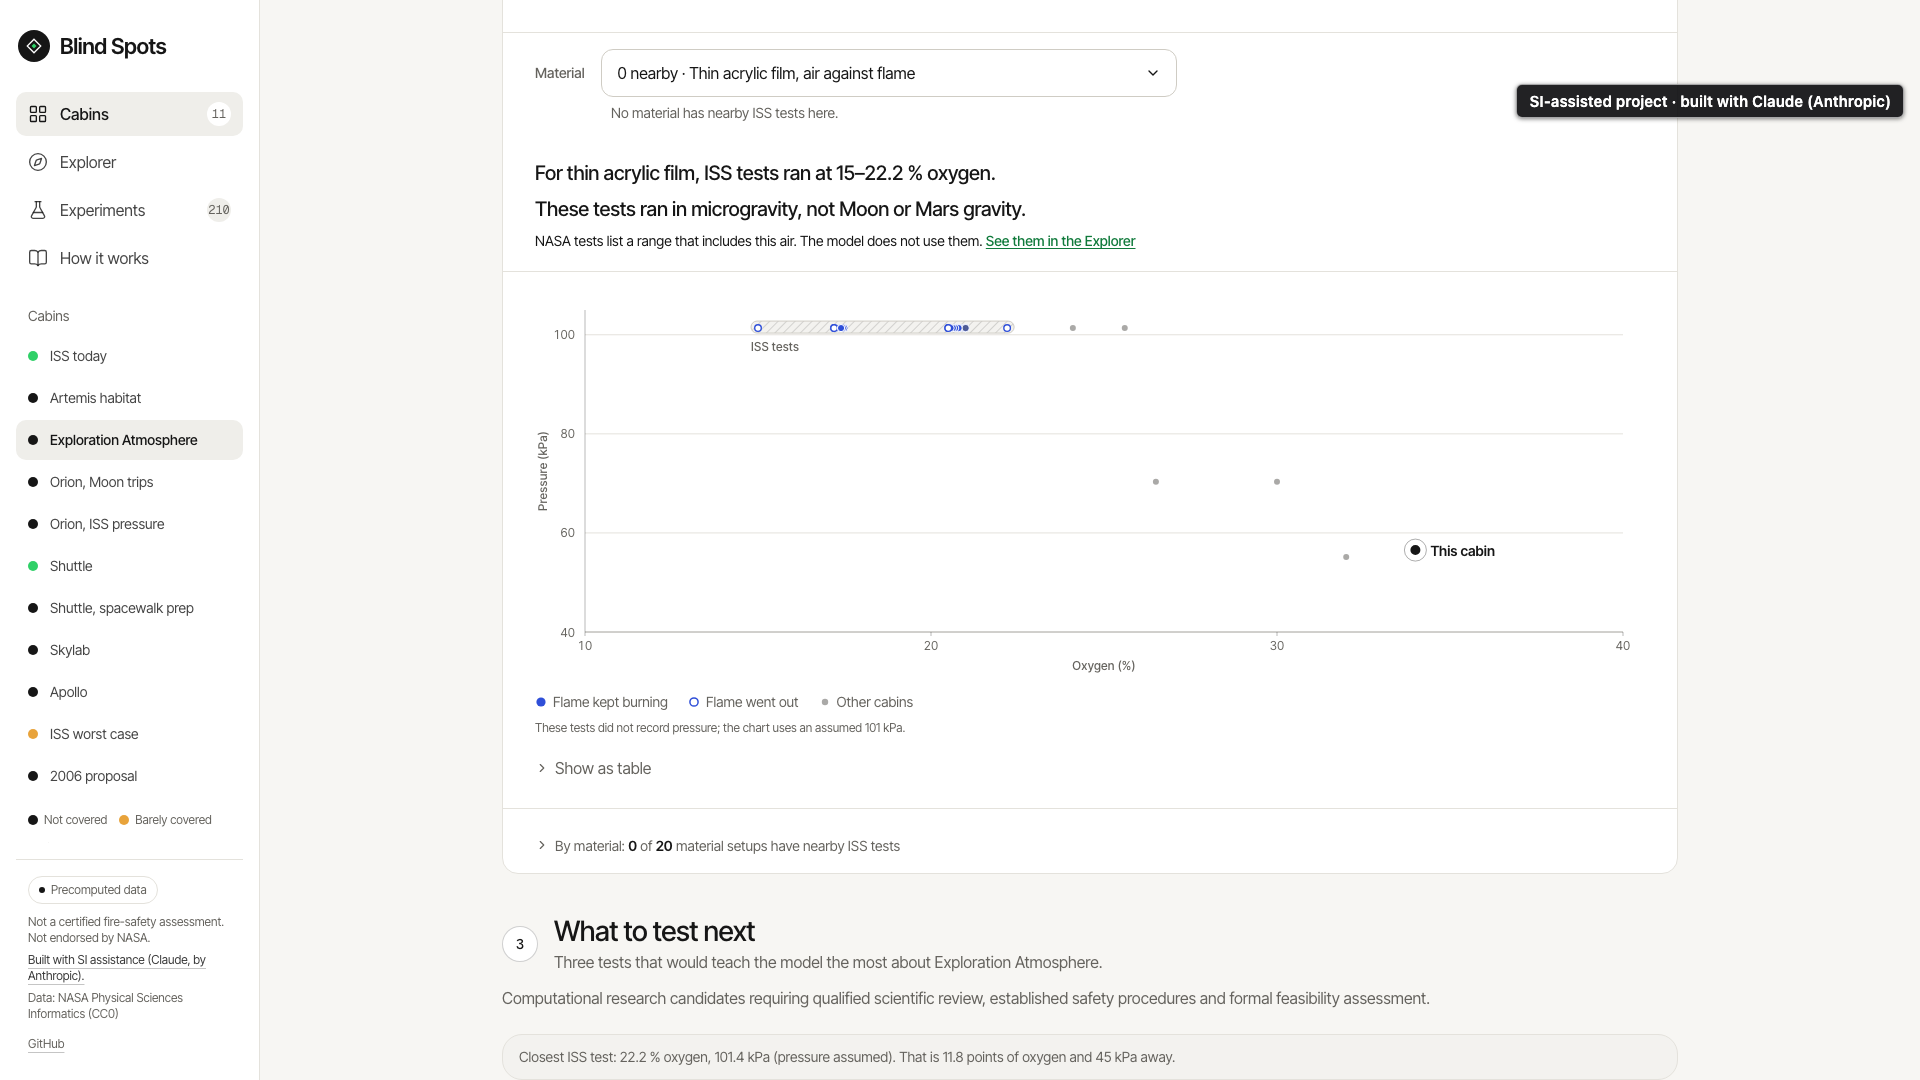 Blind Spots
Cabins 11
Explorer
Experiments 210
How it works
Cabins
ISS today
Artemis habitat
Exploration Atmosphere
Orion, Moon trips
Orion, ISS pressure
Shuttle
Shuttle, spacewalk prep
Skylab
Apollo
ISS worst case
2006 proposal
Not covered Barely covered
Precomputed data
Not a certified fire-safety assessment.
Not endorsed by NASA.
Built with SI assistance (Claude, by
Anthropic).
Data: NASA Physical Sciences
Informatics (CC0)
GitHub
Material 0 nearby · Thin acrylic film, air against flame
No material has nearby ISS tests here.
SI-assisted project · built with Claude (Anthropic)
For thin acrylic film, ISS tests ran at 15–22.2 % oxygen.
These tests ran in microgravity, not Moon or Mars gravity.
NASA tests list a range that includes this air. The model does not use them. See them in the Explorer
100
ISS tests
80
Pressure (kPa)
60
This cabin
40
10 20 30 40
Oxygen (%)
Flame kept burning Flame went out Other cabins
These tests did not record pressure; the chart uses an assumed 101 kPa.
Show as table
By material: 0 of 20 material setups have nearby ISS tests
3 What to test next
Three tests that would teach the model the most about Exploration Atmosphere.
Computational research candidates requiring qualified scientific review, established safety procedures and formal feasibility assessment.
Closest ISS test: 22.2 % oxygen, 101.4 kPa (pressure assumed). That is 11.8 points of oxygen and 45 kPa away.